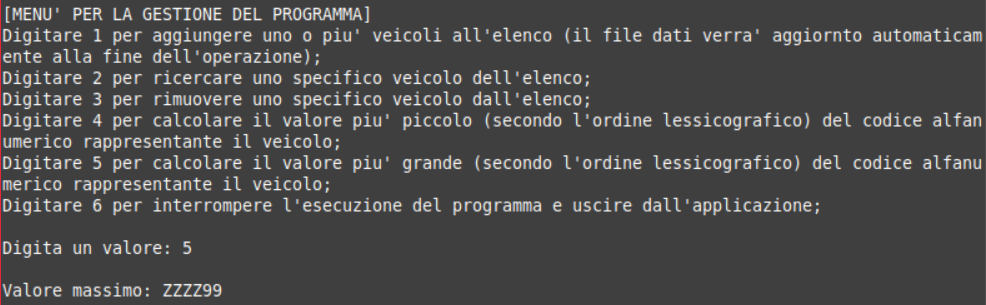 [MENU' PER LA GESTIONE DEL PROGRAMMA]
Digitare 1 per aggiungere uno o piu' veicoli all'elenco (il file dati verra' aggiornto automaticam
ente alla fine dell'operazione);
Digitare 2 per ricercare uno specifico veicolo dell'elenco;
Digitare 3 per rimuovere uno specifico veicolo dall'elenco;
Digitare 4 per calcolare il valore piu' piccolo (secondo l'ordine lessicografico) del codice alfan
umerico rappresentante il veicolo;
Digitare 5 per calcolare il valore piu' grande (secondo l'ordine lessicografico) del codice alfanu
merico rappresentante il veicolo;
Digitare 6 per interrompere l'esecuzione del programma e uscire dall'applicazione;
Digita un valore: 5
Valore massimo: ZZZZ99